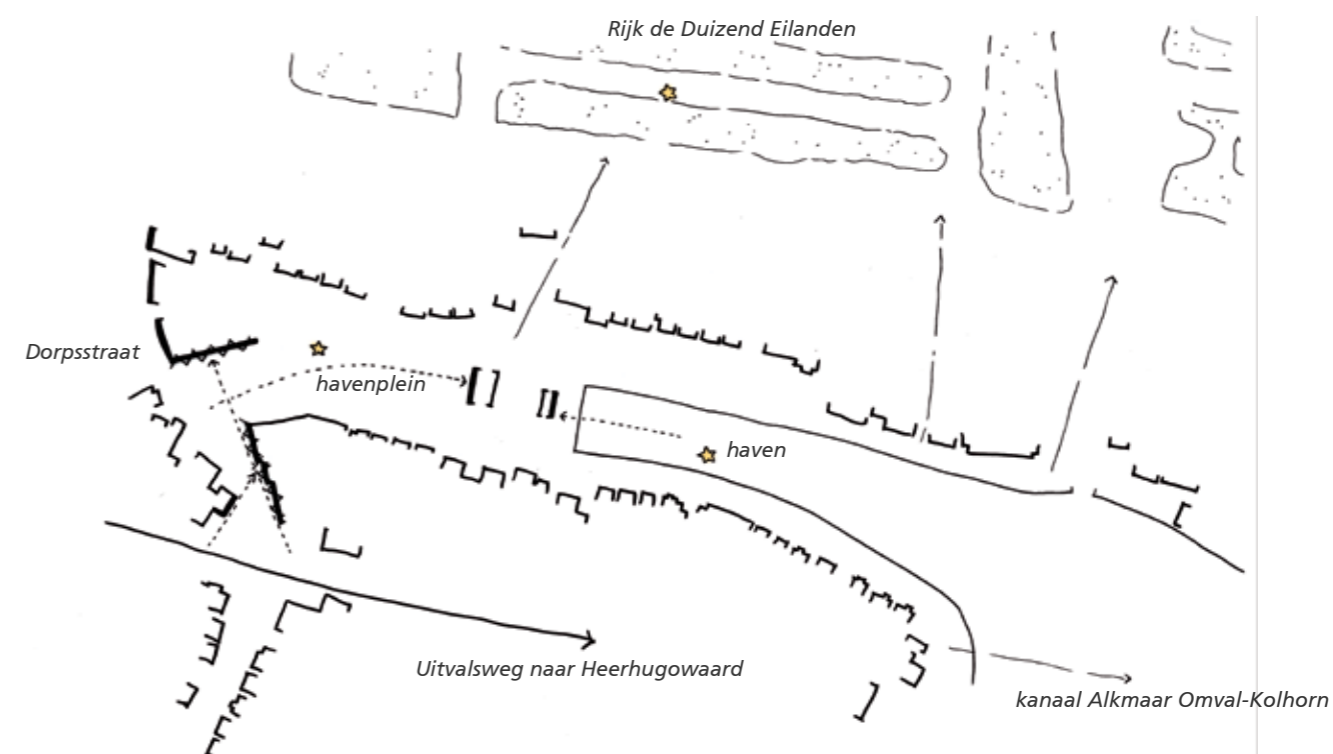 Rijk de Duizend Eilanden
Dorpsstraat
havenplein
haven
Uitvalsweg naar Heerhugowaard
kanaal Alkmaar Omval-Kolhorn